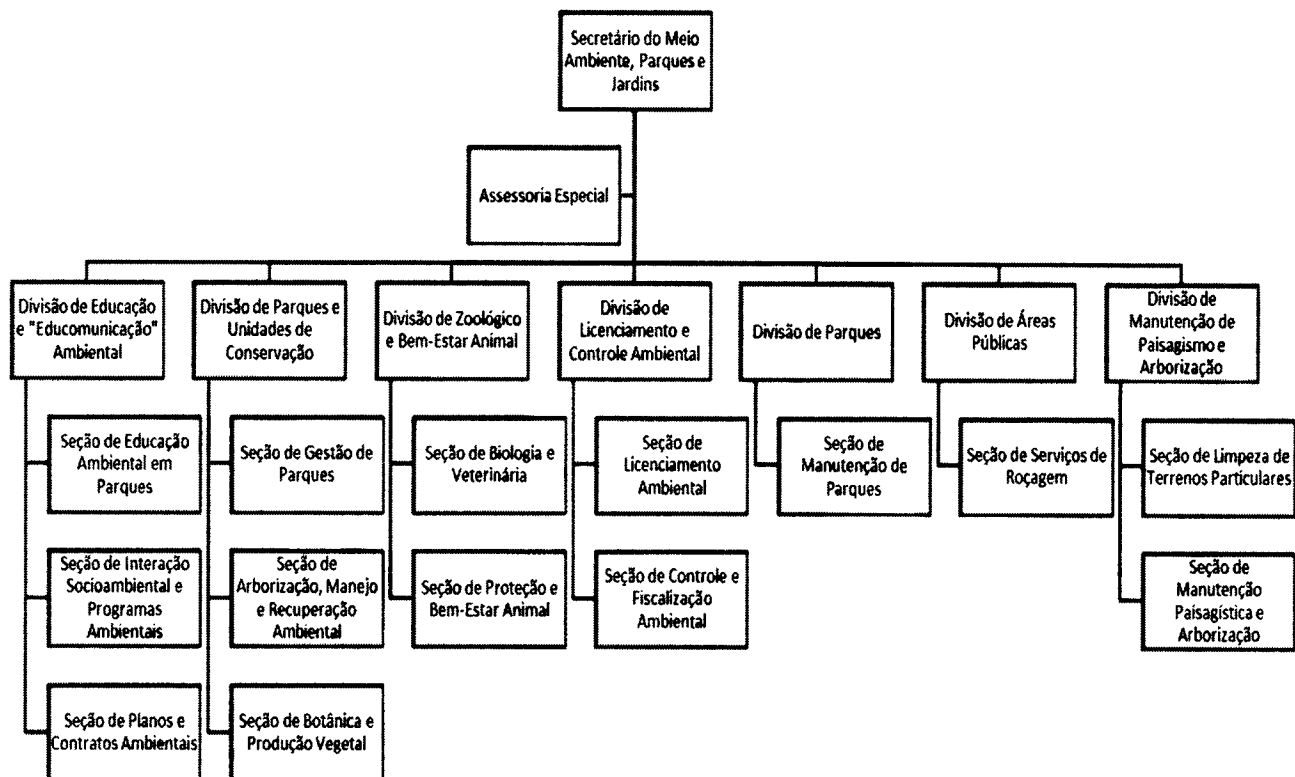 Secretário do Meio
Ambiente, Parques e
Jardins
Assessoria Especial
Divisão de Educação
e "Educomunicação"
Ambiental
Divisão de Parques e
Unidades de
Conservação
Divisão de Zoológico
e Bem-Estar Animal
Divisão de
Licenciamento e
Controle Ambiental
Divisão de Parques
Divisão de Áreas
Públicas
Divisão de
Manutenção de
Paisagismo e
Arborização
Seção de Educação
Ambiental em
Parques
Seção de Gestão de
Parques
Seção de Biologia e
Veterinária
Seção de
Licenciamento
Ambiental
Seção de
Manutenção de
Parques
Seção de Serviços de
Roçagem
Seção de Limpeza de
Terrenos Particulares
Seção de Interação
Socioambiental e
Programas
Ambientais
Seção de
Arborização, Manejo
e Recuperação
Ambiental
Seção de Proteção e
Bem-Estar Animal
Seção de Controle e
Fiscalização
Ambiental
Seção de
Manutenção
Paisagística e
Arborização
Seção de Planos e
Contratos Ambientais
Seção de Botânica e
Produção Vegetal